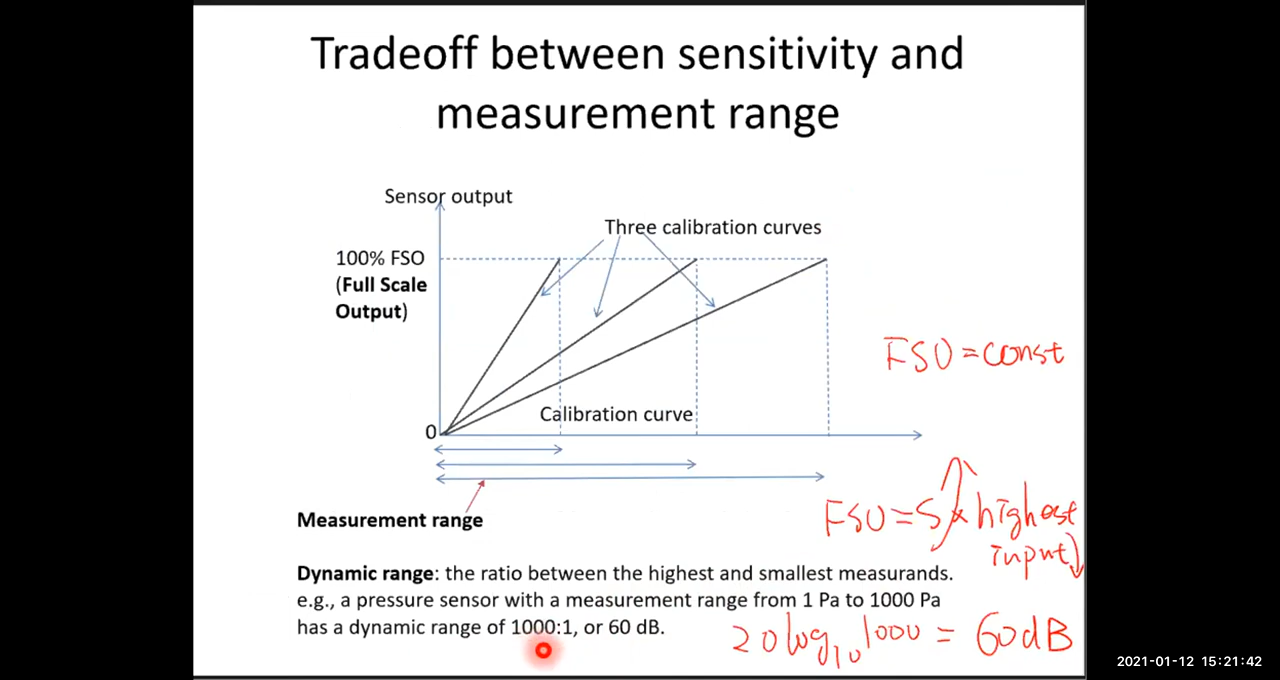 Tradeoff between sensitivity and
measurement range
Sensor output
Three calibration curves
100% FSO
(Full Scale
Output)
FSO = const
Calibration curve
0
FSO = S × highest
input
Measurement range
Dynamic range: the ratio between the highest and smallest measurands.
e.g., a pressure sensor with a measurement range from 1 Pa to 1000 Pa
has a dynamic range of 1000:1, or 60 dB.
20 log₁₀ 1000 = 60dB
2021-01-12 15:21:42